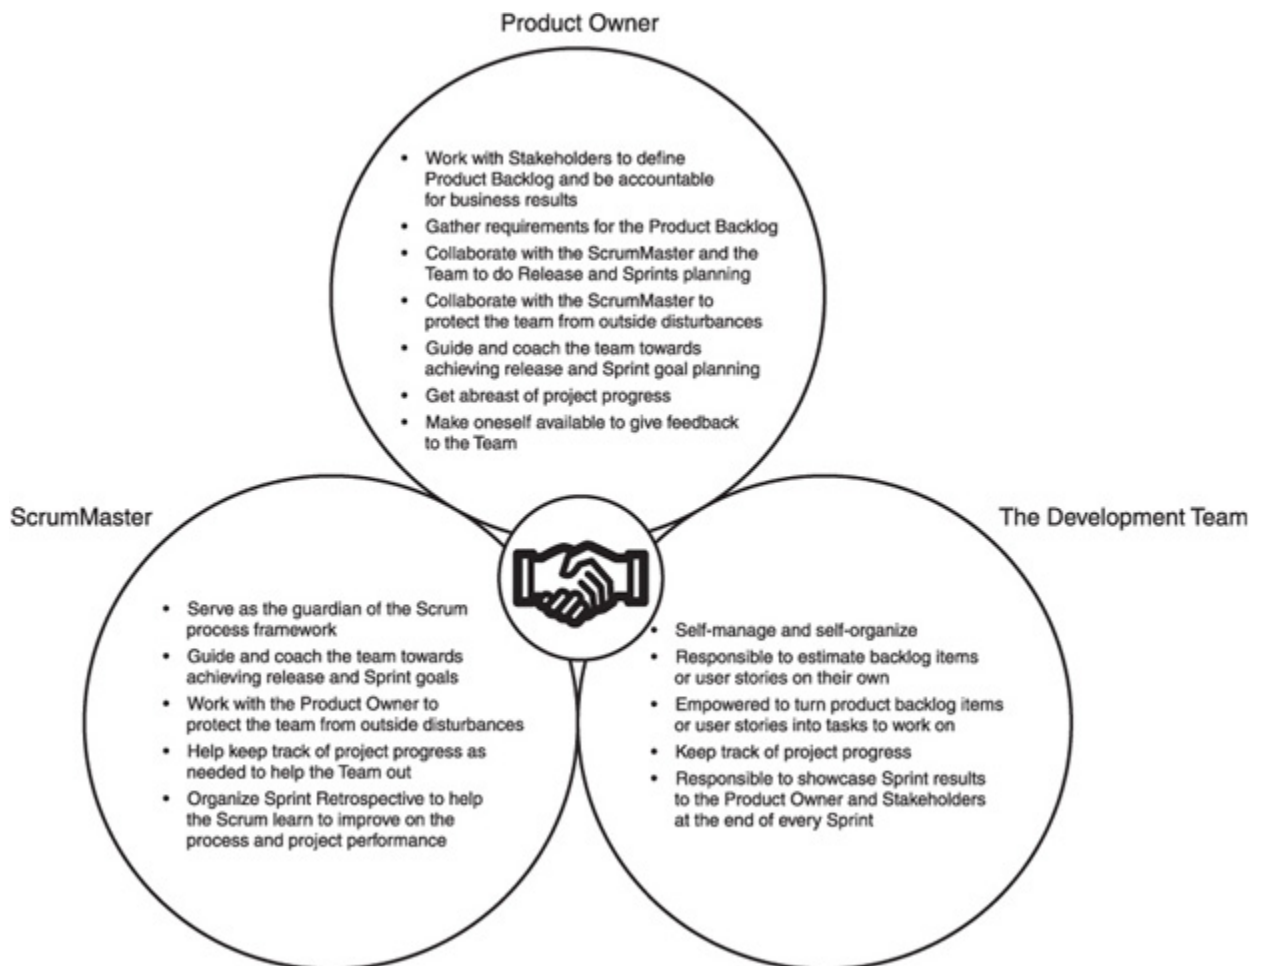 Product Owner
• Work with Stakeholders to define
Product Backlog and be accountable
for business results
• Gather requirements for the Product Backlog
• Collaborate with the ScrumMaster and the
Team to do Release and Sprints planning
• Collaborate with the ScrumMaster to
protect the team from outside disturbances
• Guide and coach the team towards
achieving release and Sprint goal planning
• Get abreast of project progress
• Make oneself available to give feedback
to the Team
ScrumMaster
• Serve as the guardian of the Scrum
process framework
• Guide and coach the team towards
achieving release and Sprint goals
• Work with the Product Owner to
protect the team from outside disturbances
• Help keep track of project progress as
needed to help the Team out
• Organize Sprint Retrospective to help
the Scrum learn to improve on the
process and project performance
The Development Team
• Self-manage and self-organize
• Responsible to estimate backlog items
or user stories on their own
• Empowered to turn product backlog items
or user stories into tasks to work on
• Keep track of project progress
• Responsible to showcase Sprint results
to the Product Owner and Stakeholders
at the end of every Sprint